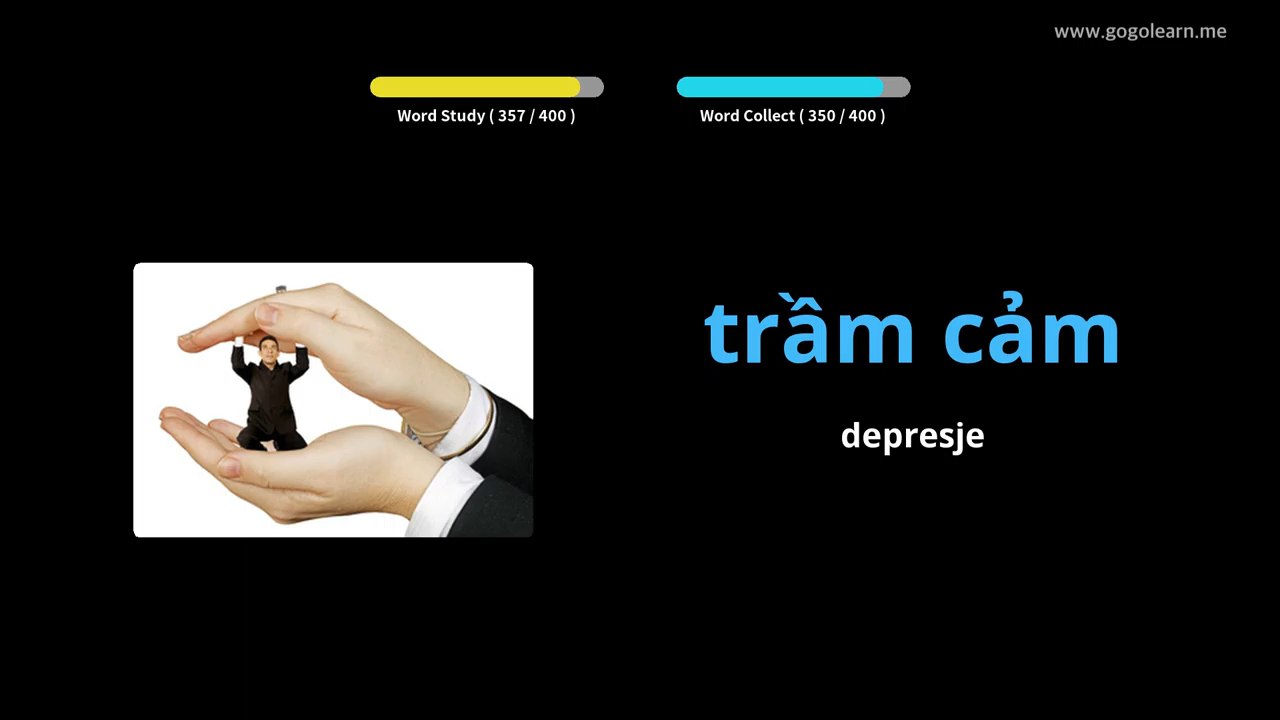 www.gogolearn.me
Word Study ( 357 / 400 )
Word Collect ( 350 / 400 )
trầm cảm
depresje